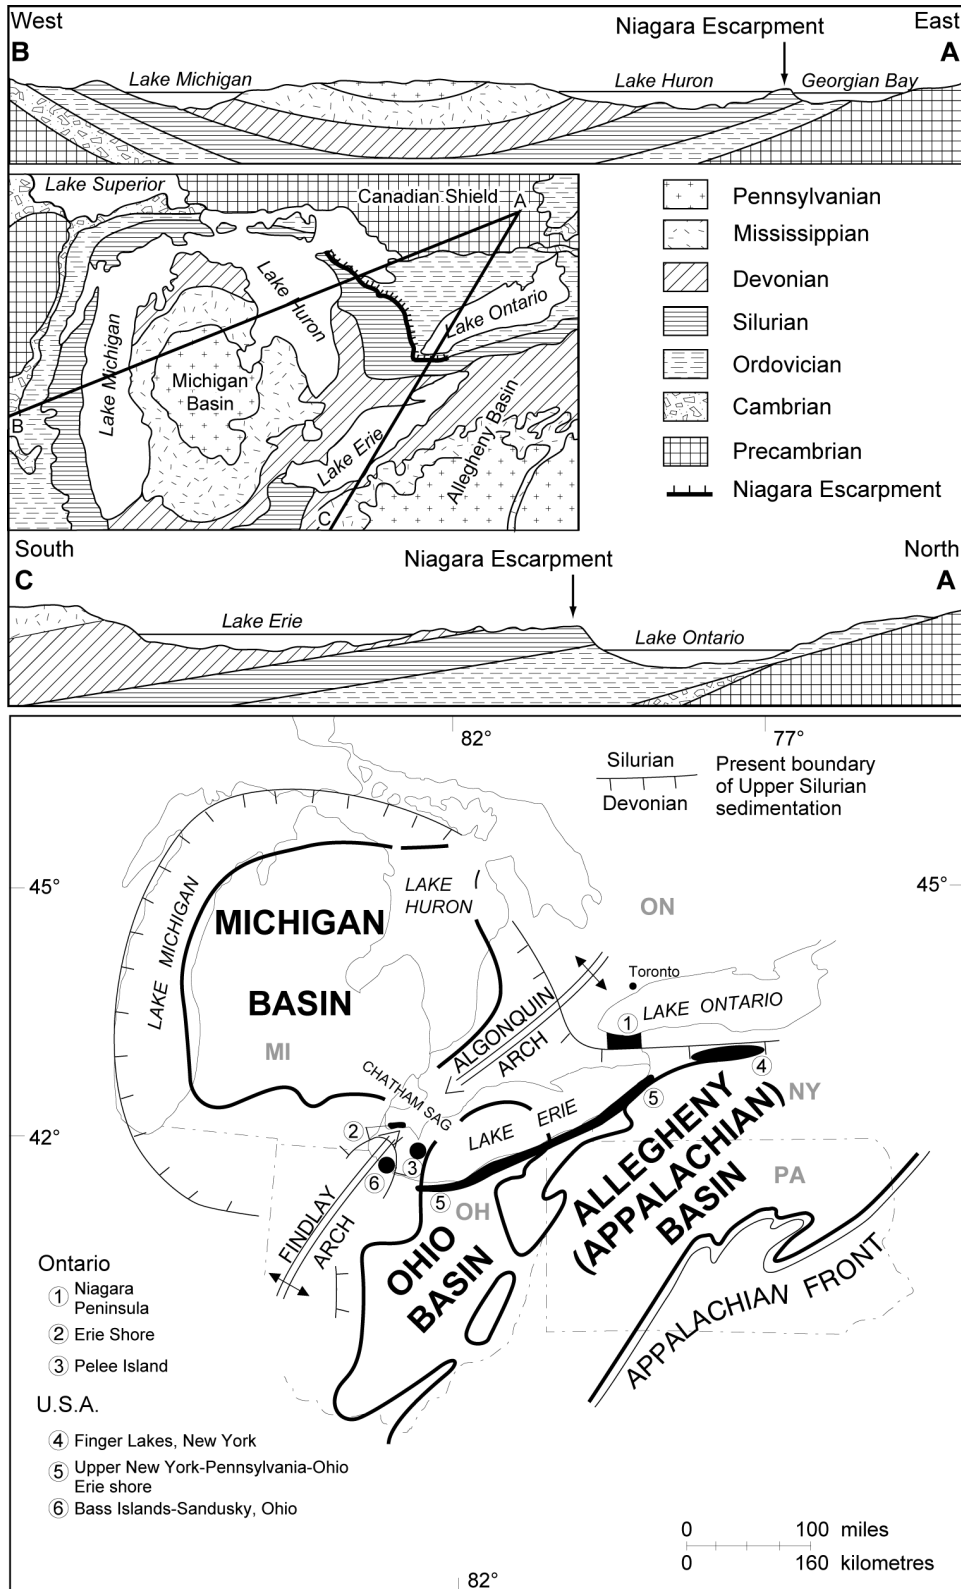 West
East
Niagara Escarpment
B
A
Lake Michigan
Lake Huron
Georgian Bay
Lake Superior
Canadian Shield
A
Lake Huron
Lake Ontario
Lake Michigan
Michigan
Basin
B
Lake Erie
Allegheny Basin
C
Pennsylvanian
Mississippian
Devonian
Silurian
Ordovician
Cambrian
Precambrian
Niagara Escarpment
South
North
Niagara Escarpment
C
A
Lake Erie
Lake Ontario
82°
77°
Silurian
Devonian
Present boundary
of Upper Silurian
sedimentation
45°
45°
LAKE
HURON
ON
LAKE MICHIGAN
MICHIGAN
BASIN
MI
Toronto
LAKE ONTARIO
1
ALGONQUIN
ARCH
CHATHAM SAG
4
NY
5
LAKE ERIE
42°
2
3
6
5
OH
PA
FINDLAY
ARCH
OHIO
BASIN
ALLEGHENY
(APPALACHIAN)
BASIN
APPALACHIAN FRONT
Ontario
1 Niagara
Peninsula
2 Erie Shore
3 Pelee Island
U.S.A.
4 Finger Lakes, New York
5 Upper New York-Pennsylvania-Ohio
Erie shore
6 Bass Islands-Sandusky, Ohio
0 100 miles
0 160 kilometres
82°